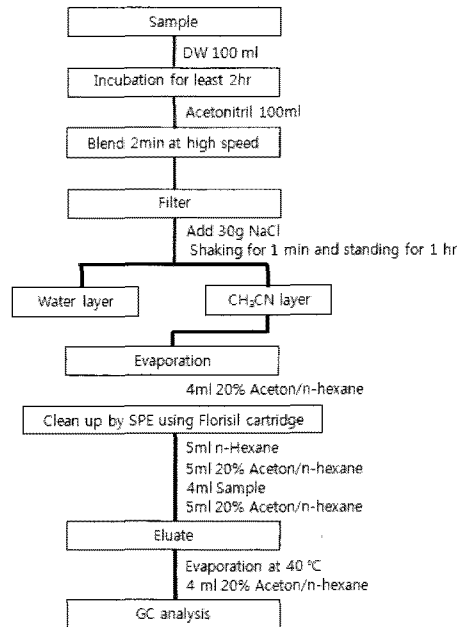 Sample
DW 100 ml
Incubation for least 2hr
Acetonitril 100ml
Blend 2min at high speed
Filter
Add 30g NaCl
Shaking for 1 min and standing for 1 hr
Water layer
CH₃CN layer
Evaporation
4ml 20% Aceton/n-hexane
Clean up by SPE using Florisil cartridge
5ml n-Hexane
5ml 20% Aceton/n-hexane
4ml Sample
5ml 20% Aceton/n-hexane
Eluate
Evaporation at 40 ℃
4 ml 20% Aceton/n-hexane
GC analysis